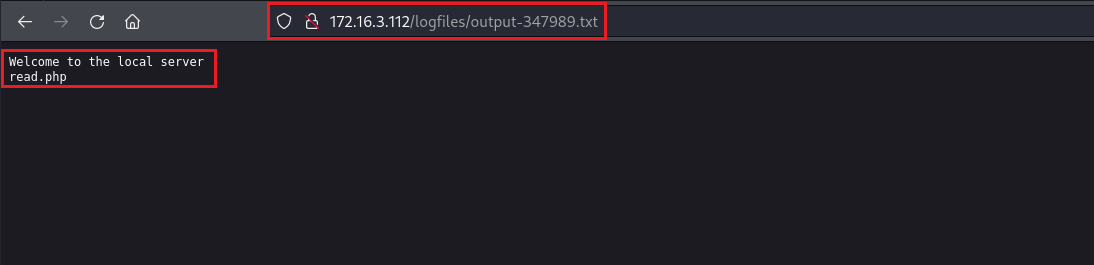 172.16.3.112/logfiles/output-347989.txt
Welcome to the local server
read.php